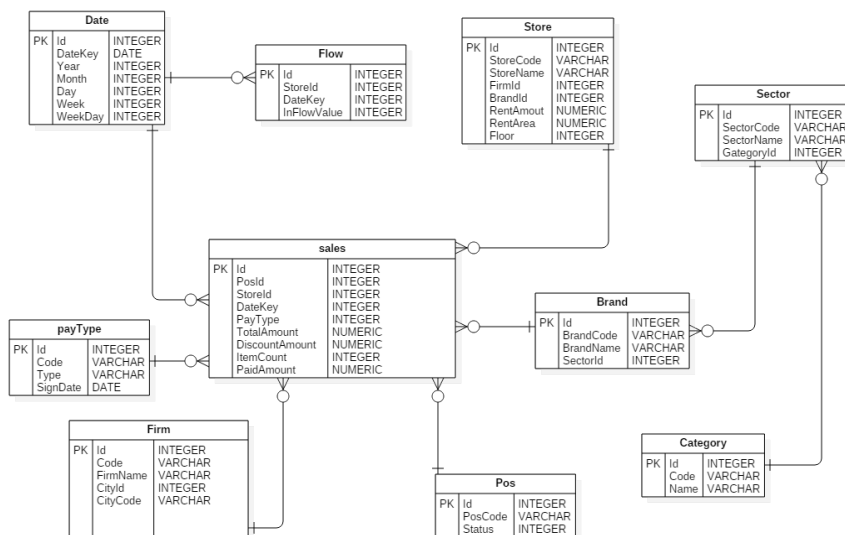 Date
PK Id INTEGER
DateKey DATE
Year INTEGER
Month INTEGER
Day INTEGER
Week INTEGER
WeekDay INTEGER
Flow
PK Id INTEGER
StoreId INTEGER
DateKey INTEGER
InFlowValue INTEGER
Store
PK Id INTEGER
StoreCode VARCHAR
StoreName VARCHAR
FirmId INTEGER
BrandId INTEGER
RentAmout NUMERIC
RentArea NUMERIC
Floor INTEGER
Sector
PK Id INTEGER
SectorCode VARCHAR
SectorName VARCHAR
GategoryId INTEGER
sales
PK Id INTEGER
PosId INTEGER
StoreId INTEGER
DateKey INTEGER
PayType INTEGER
TotalAmount NUMERIC
DiscountAmount NUMERIC
ItemCount INTEGER
PaidAmount NUMERIC
Brand
PK Id INTEGER
BrandCode VARCHAR
BrandName VARCHAR
SectorId INTEGER
payType
PK Id INTEGER
Code VARCHAR
Type VARCHAR
SignDate DATE
Firm
PK Id INTEGER
Code VARCHAR
FirmName VARCHAR
CityId INTEGER
CityCode VARCHAR
Pos
PK Id INTEGER
PosCode VARCHAR
Status INTEGER
Category
PK Id INTEGER
Code VARCHAR
Name VARCHAR